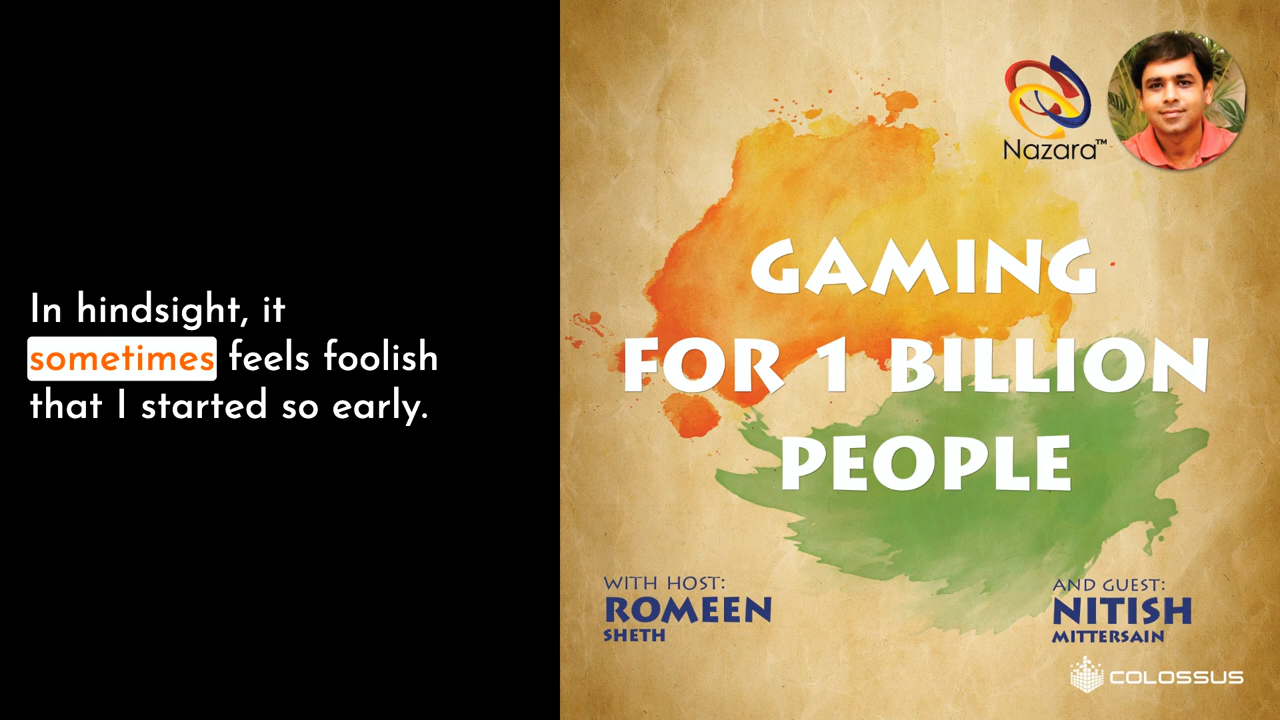 In hindsight, it
sometimes feels foolish
that I started so early.
Nazara™
GAMING
FOR 1 BILLION
PEOPLE
WITH HOST:
ROMEEN
SHETH
AND GUEST:
NITISH
MITTERSAIN
COLOSSUS